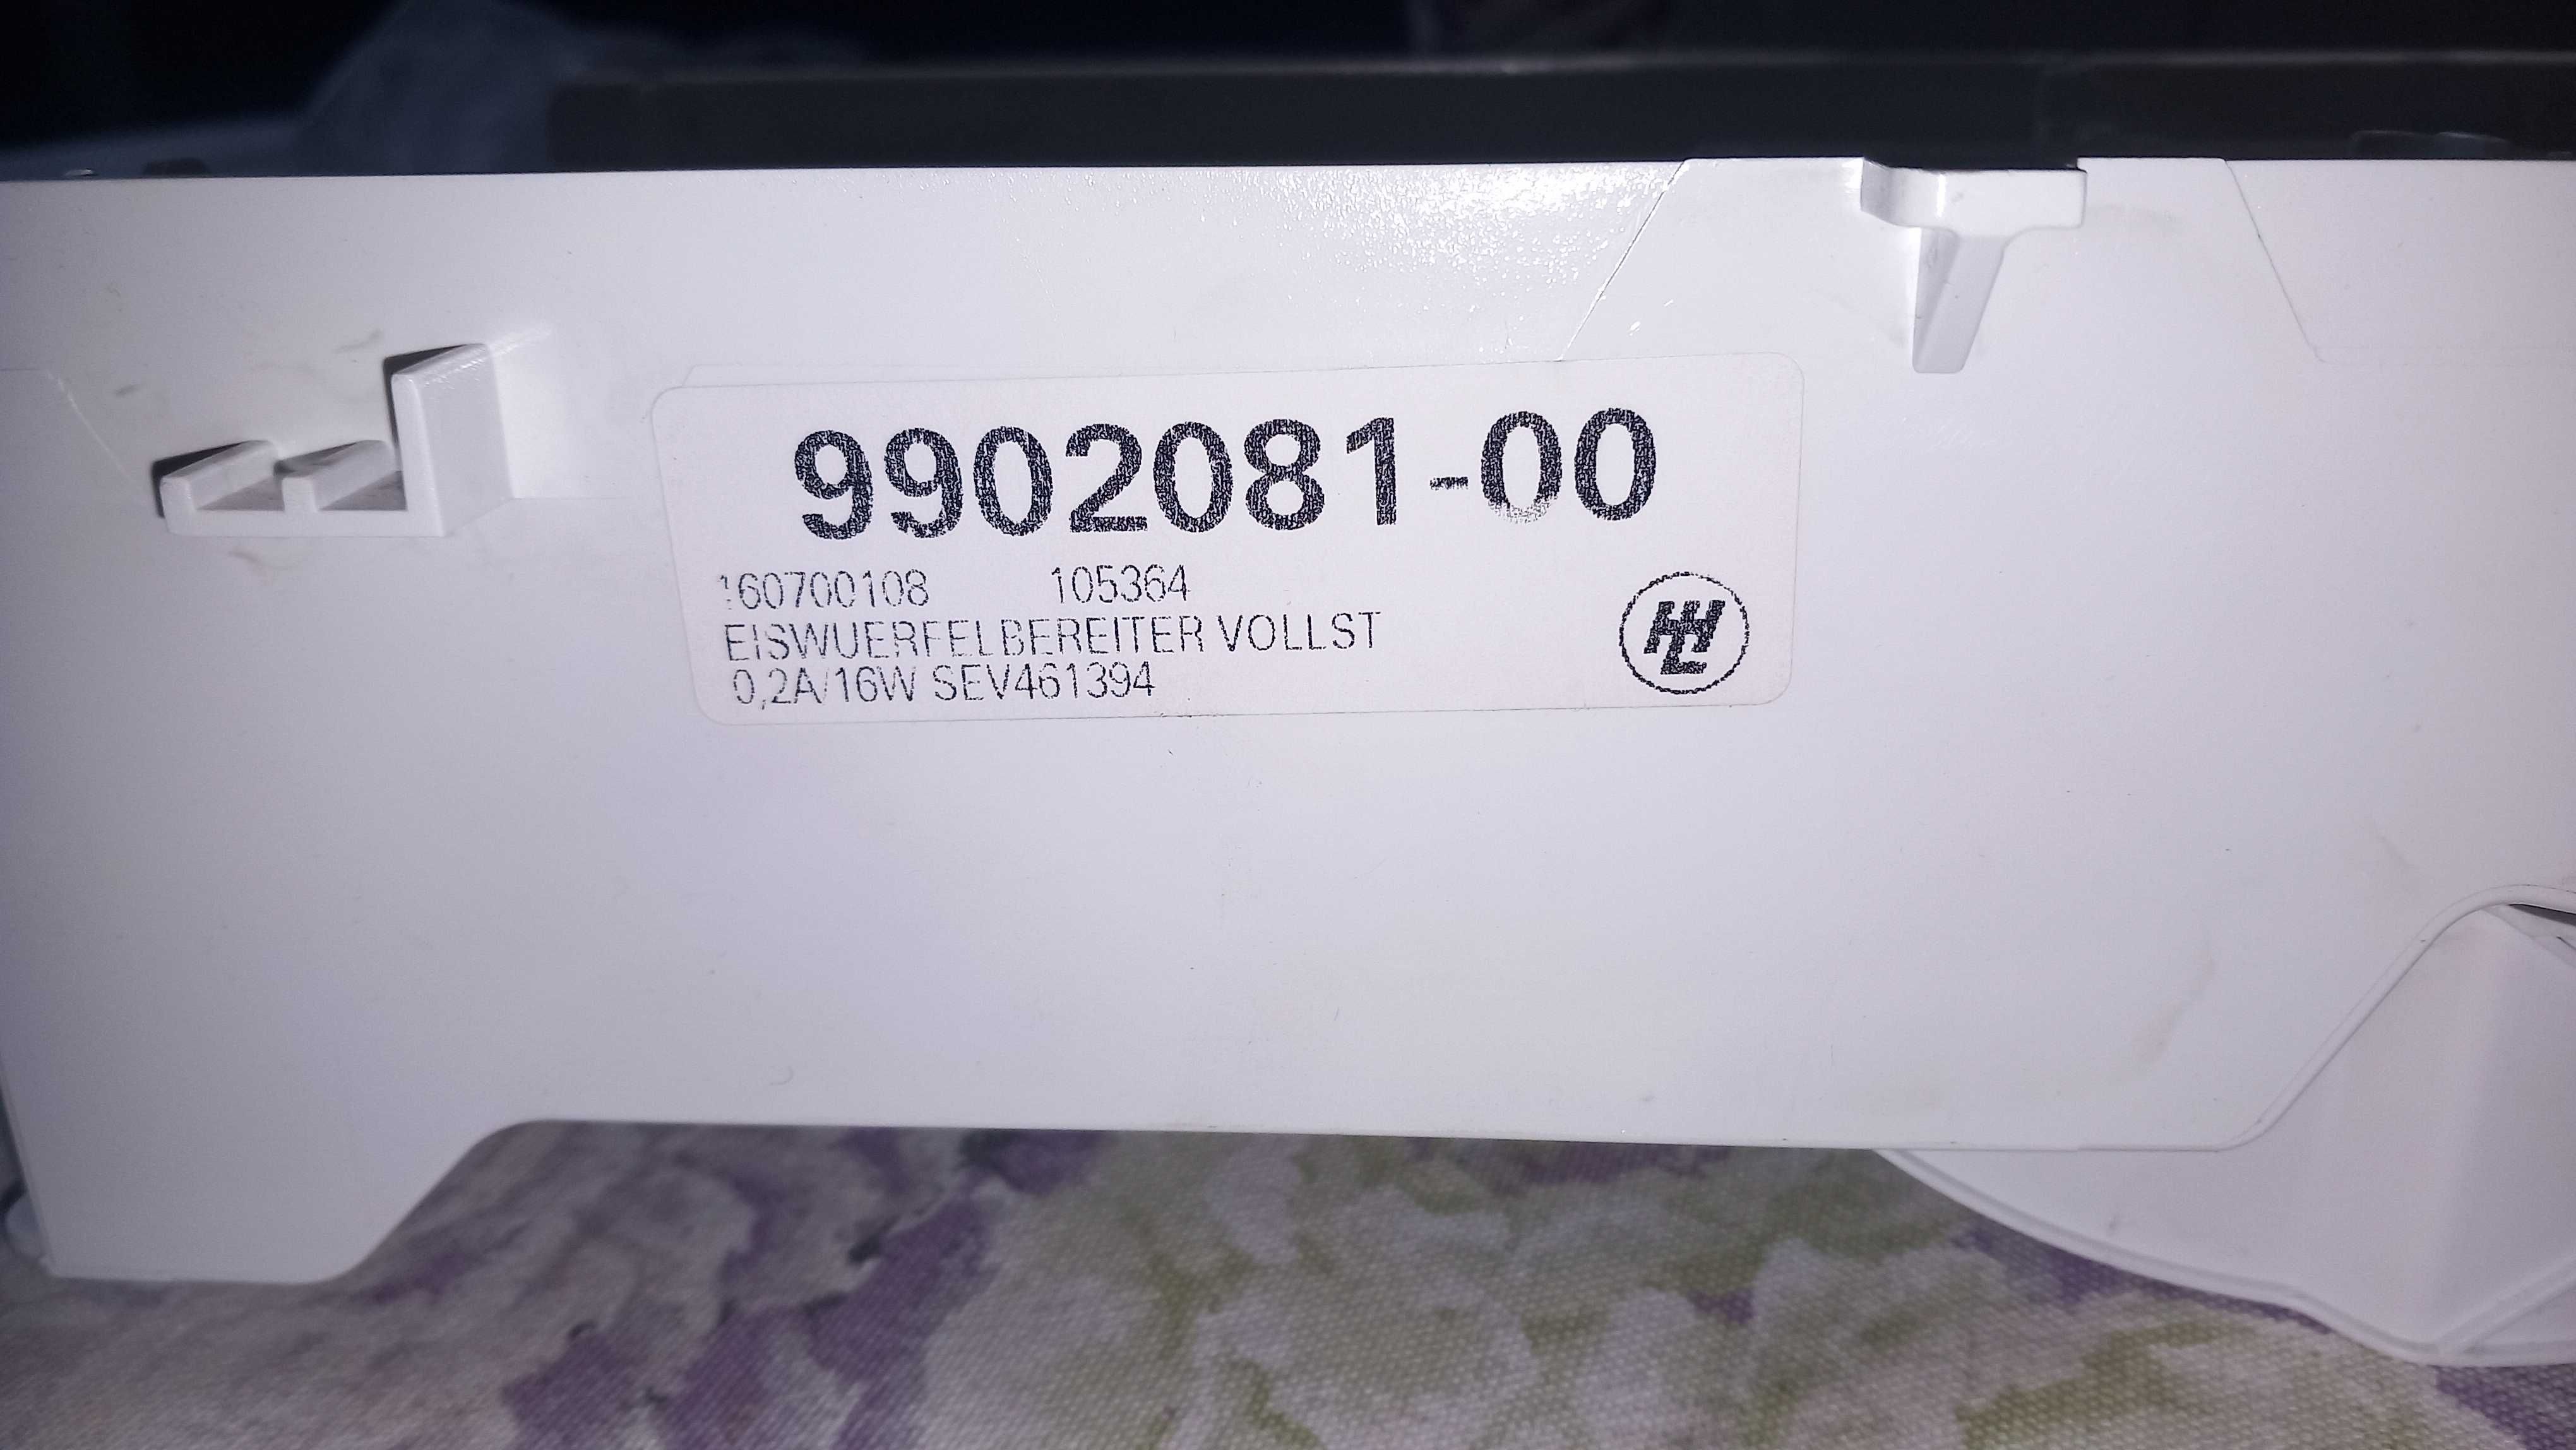 9902081-00
160700108 105364
EISWUERFELBEREITER VOLLST
0,2A/16W SEV461394